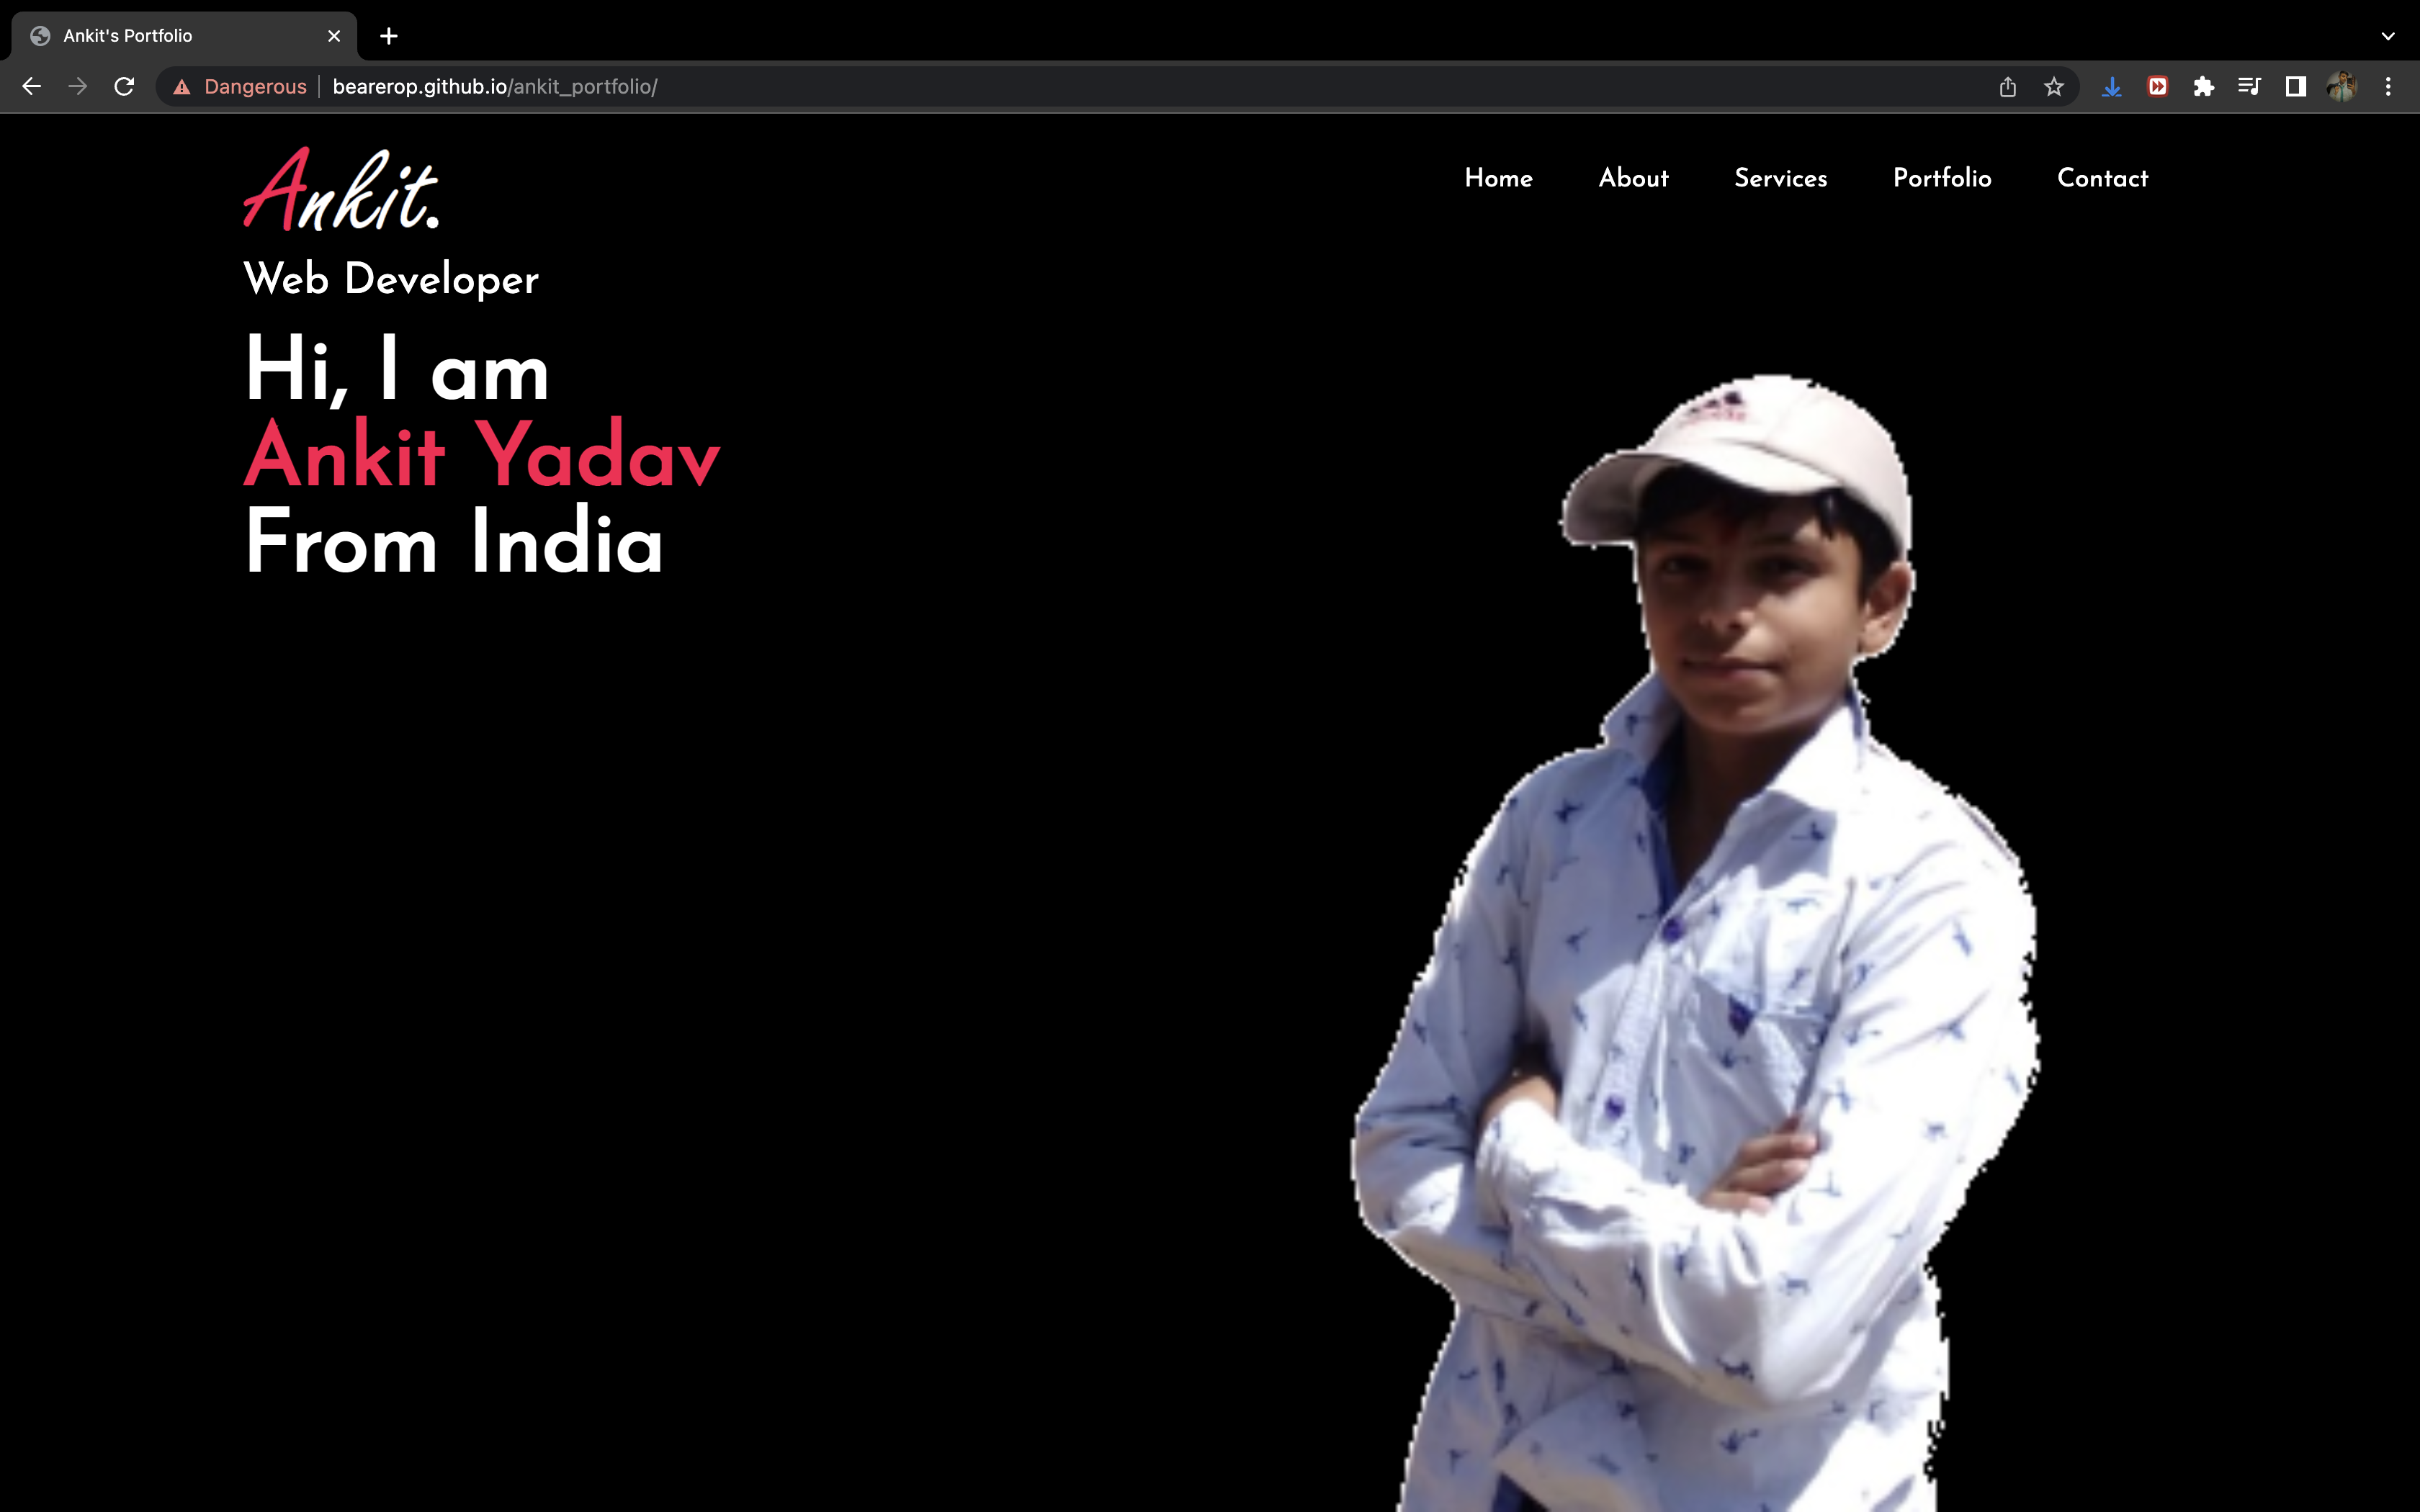 Ankit's Portfolio
Dangerous bearerop.github.io/ankit_portfolio/
Ankit.
Home About Services Portfolio Contact
Web Developer
Hi, I am
Ankit Yadav
From India